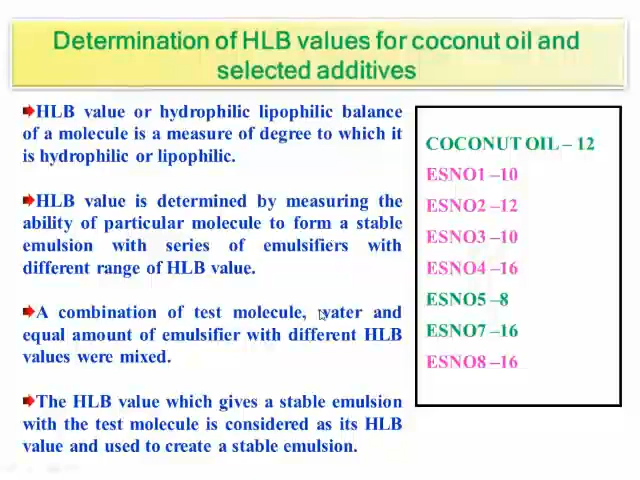 Determination of HLB values for coconut oil and
selected additives
HLB value or hydrophilic lipophilic balance
of a molecule is a measure of degree to which it
is hydrophilic or lipophilic.
HLB value is determined by measuring the
ability of particular molecule to form a stable
emulsion with series of emulsifiers with
different range of HLB value.
A combination of test molecule, water and
equal amount of emulsifier with different HLB
values were mixed.
The HLB value which gives a stable emulsion
with the test molecule is considered as its HLB
value and used to create a stable emulsion.
COCONUT OIL – 12
ESNO1 –10
ESNO2 –12
ESNO3 –10
ESNO4 –16
ESNO5 –8
ESNO7 –16
ESNO8 –16